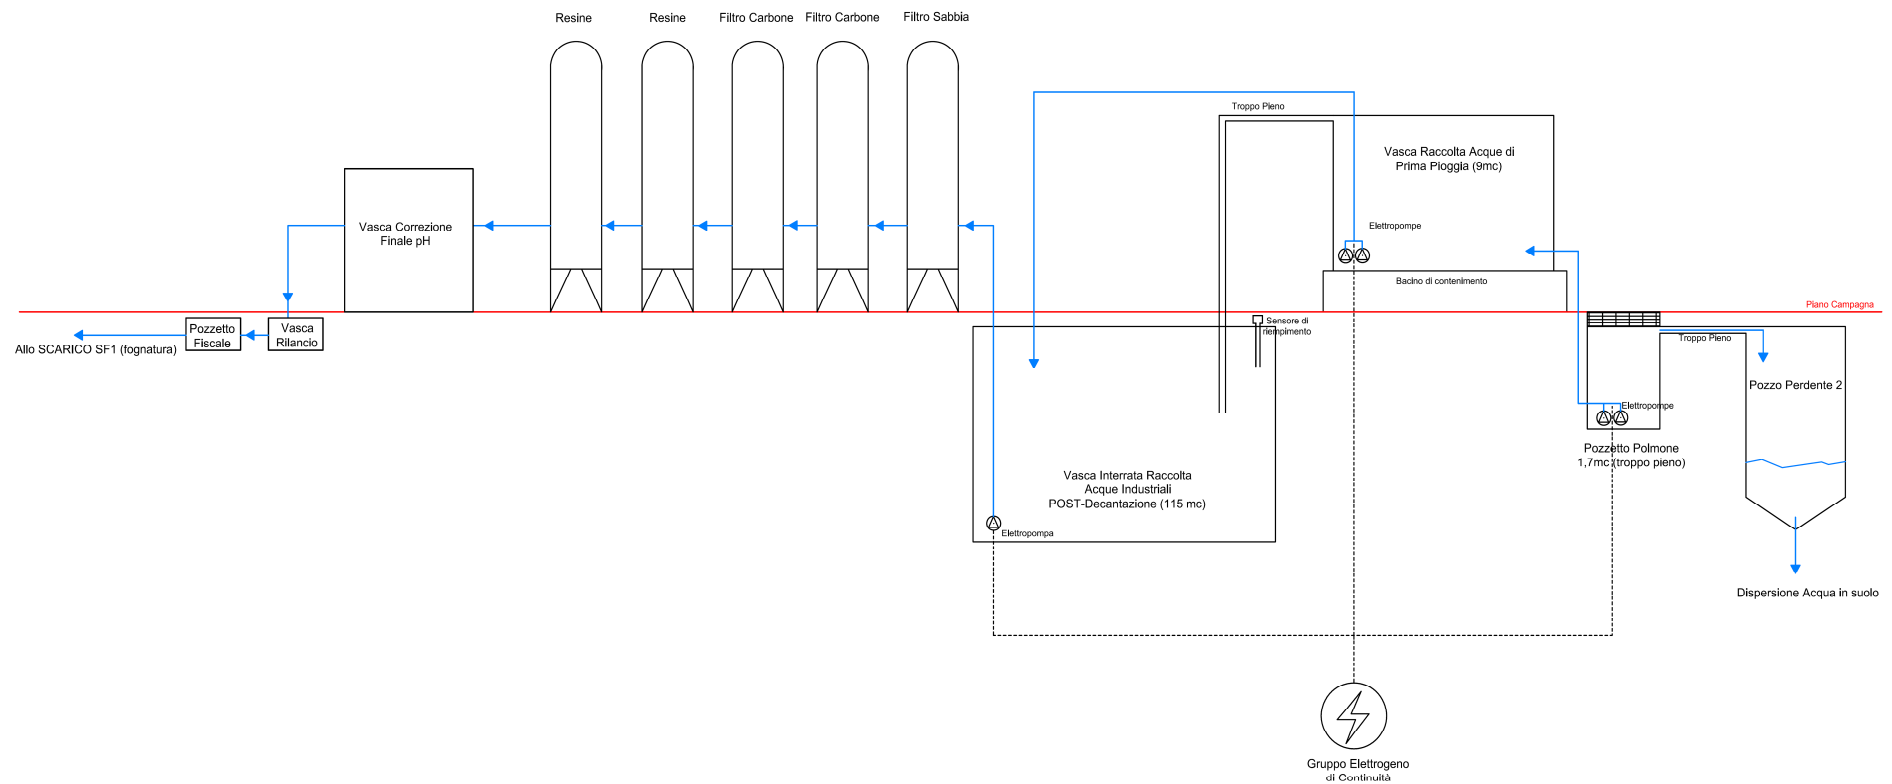 Resine
Resine
Filtro Carbone
Filtro Carbone
Filtro Sabbia
Troppo Pieno
Vasca Raccolta Acque di
Prima Pioggia (9mc)
Elettropompe
Bacino di contenimento
Vasca Correzione
Finale pH
Piano Campagna
Pozzetto
Fiscale
Vasca
Rilancio
Allo SCARICO SF1 (fognatura)
Sensore di
riempimento
Troppo Pieno
Pozzo Perdente 2
Elettropompe
Pozzetto Polmone
1,7mc (troppo pieno)
Vasca Interrata Raccolta
Acque Industriali
POST-Decantazione (115 mc)
Elettropompa
Dispersione Acqua in suolo
Gruppo Elettrogeno
di Continuità